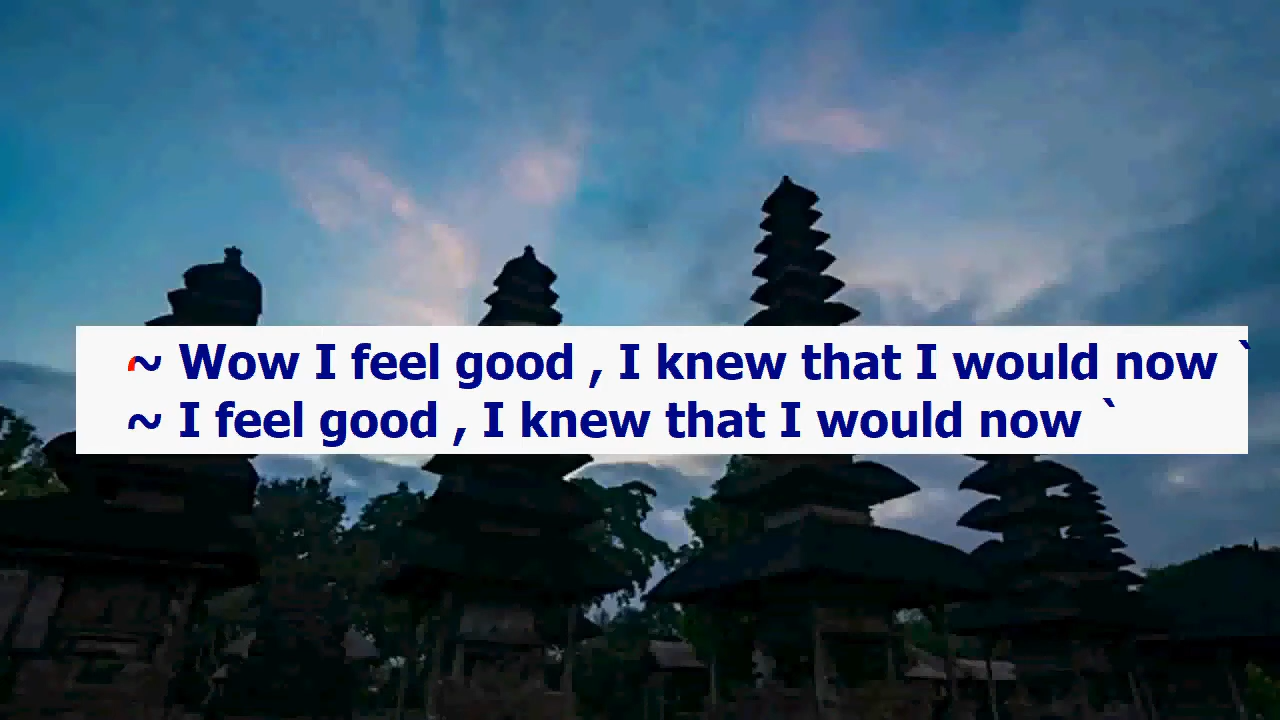 ~ Wow I feel good , I knew that I would now `
~ I feel good , I knew that I would now `